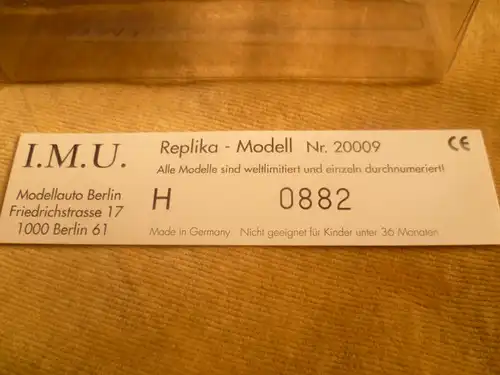 I.M.U.
Modellauto Berlin
Friedrichstrasse 17
1000 Berlin 61
Replika - Modell Nr. 20009
CE
Alle Modelle sind weltlimitiert und einzeln durchnumeriert!
H 0882
Made in Germany Nicht geeignet für Kinder unter 36 Monaten